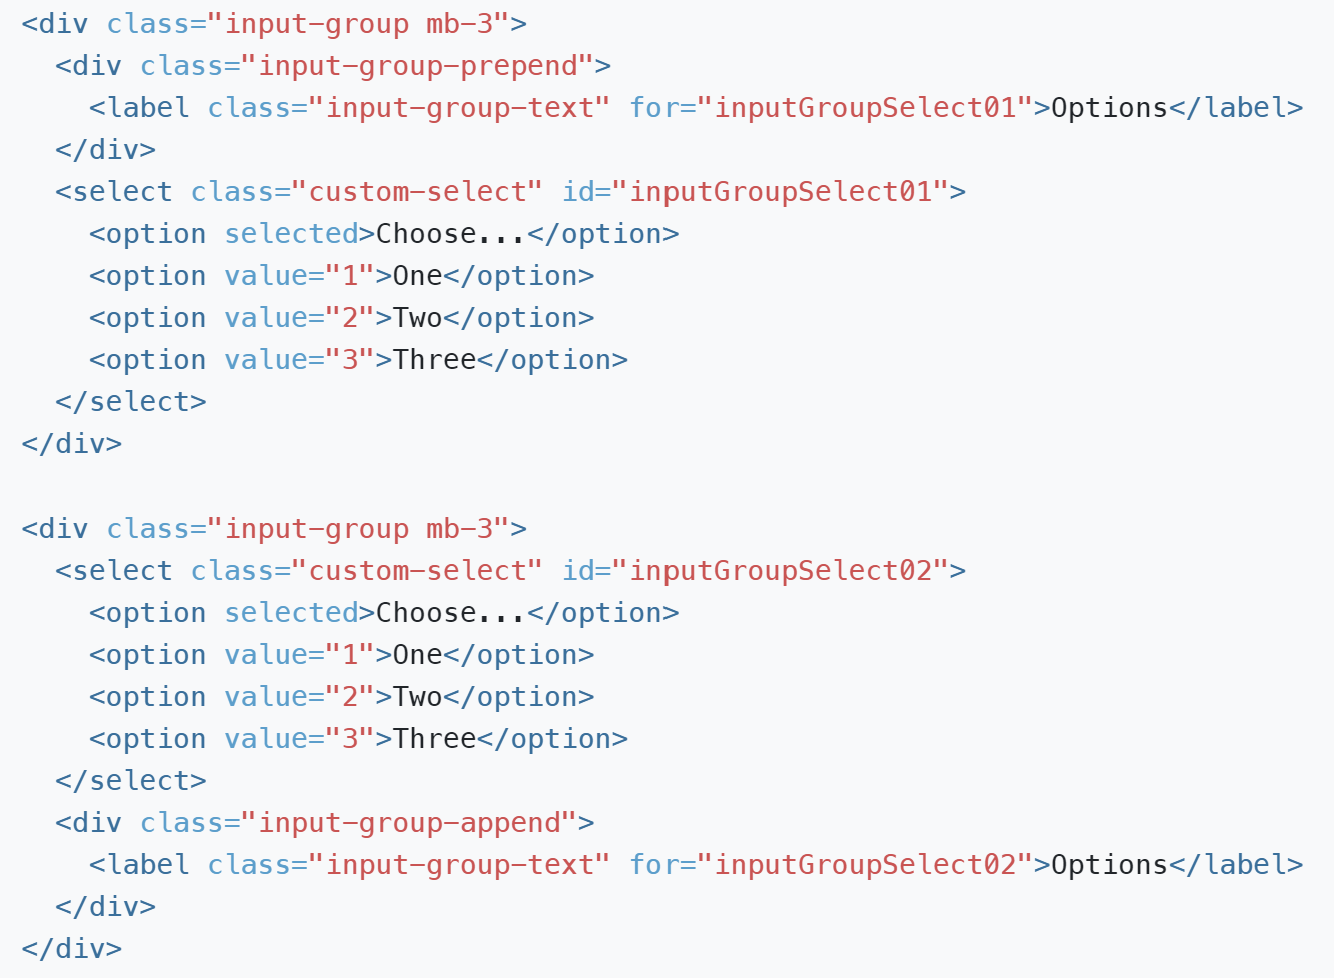 <div class="input-group mb-3">
  <div class="input-group-prepend">
    <label class="input-group-text" for="inputGroupSelect01">Options</label>
  </div>
  <select class="custom-select" id="inputGroupSelect01">
    <option selected>Choose...</option>
    <option value="1">One</option>
    <option value="2">Two</option>
    <option value="3">Three</option>
  </select>
</div>

<div class="input-group mb-3">
  <select class="custom-select" id="inputGroupSelect02">
    <option selected>Choose...</option>
    <option value="1">One</option>
    <option value="2">Two</option>
    <option value="3">Three</option>
  </select>
  <div class="input-group-append">
    <label class="input-group-text" for="inputGroupSelect02">Options</label>
  </div>
</div>